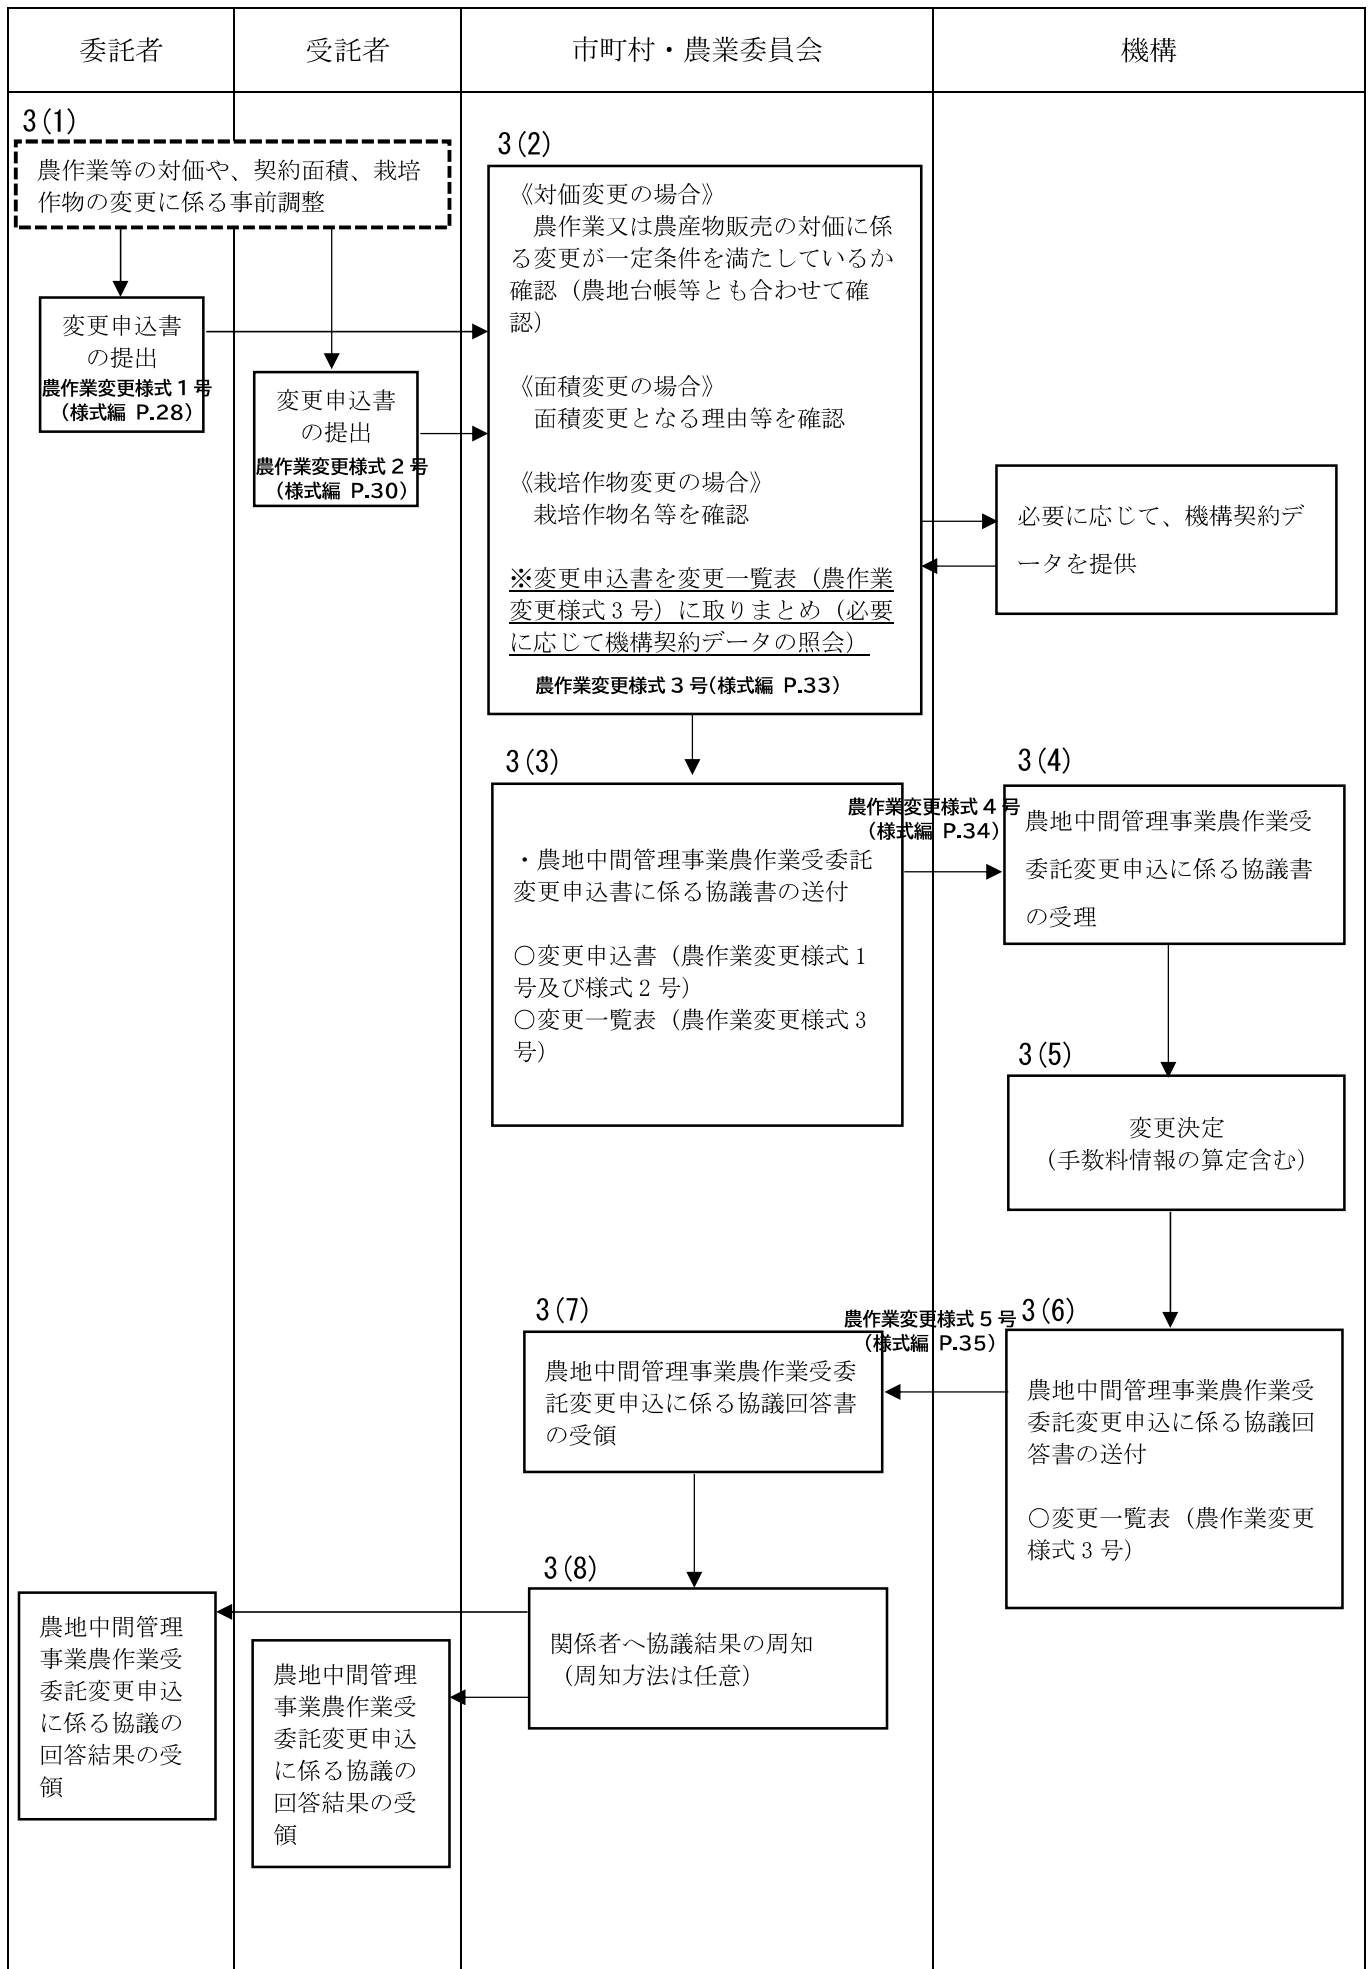 委託者
受託者
市町村・農業委員会
機構
3(1)
農作業等の対価や、契約面積、栽培
作物の変更に係る事前調整
変更申込書
の提出
農作業変更様式１号
（様式編 P.28）
変更申込書
の提出
農作業変更様式２号
（様式編 P.30）
3(2)
《対価変更の場合》
農作業又は農産物販売の対価に係
る変更が一定条件を満たしているか
確認（農地台帳等とも合わせて確
認）
《面積変更の場合》
面積変更となる理由等を確認
《栽培作物変更の場合》
栽培作物名等を確認
※変更申込書を変更一覧表（農作業
変更様式３号）に取りまとめ（必要
に応じて機構契約データの照会）
農作業変更様式３号(様式編 P.33)
必要に応じて、機構契約デ
ータを提供
3(3)
・農地中間管理事業農作業受委託
変更申込書に係る協議書の送付
○変更申込書（農作業変更様式１
号及び様式２号）
○変更一覧表（農作業変更様式３
号）
農作業変更様式４号
（様式編 P.34）
3(4)
農地中間管理事業農作業受
委託変更申込に係る協議書
の受理
3(5)
変更決定
（手数料情報の算定含む）
3(6)
農地中間管理事業農作業受
委託変更申込に係る協議回
答書の送付
○変更一覧表（農作業変更
様式３号）
農作業変更様式５号
（様式編 P.35）
3(7)
農地中間管理事業農作業受委
託変更申込に係る協議回答書
の受領
3(8)
関係者へ協議結果の周知
（周知方法は任意）
農地中間管理
事業農作業受
委託変更申込
に係る協議の
回答結果の受
領
農地中間管理
事業農作業受
委託変更申込
に係る協議の
回答結果の受
領